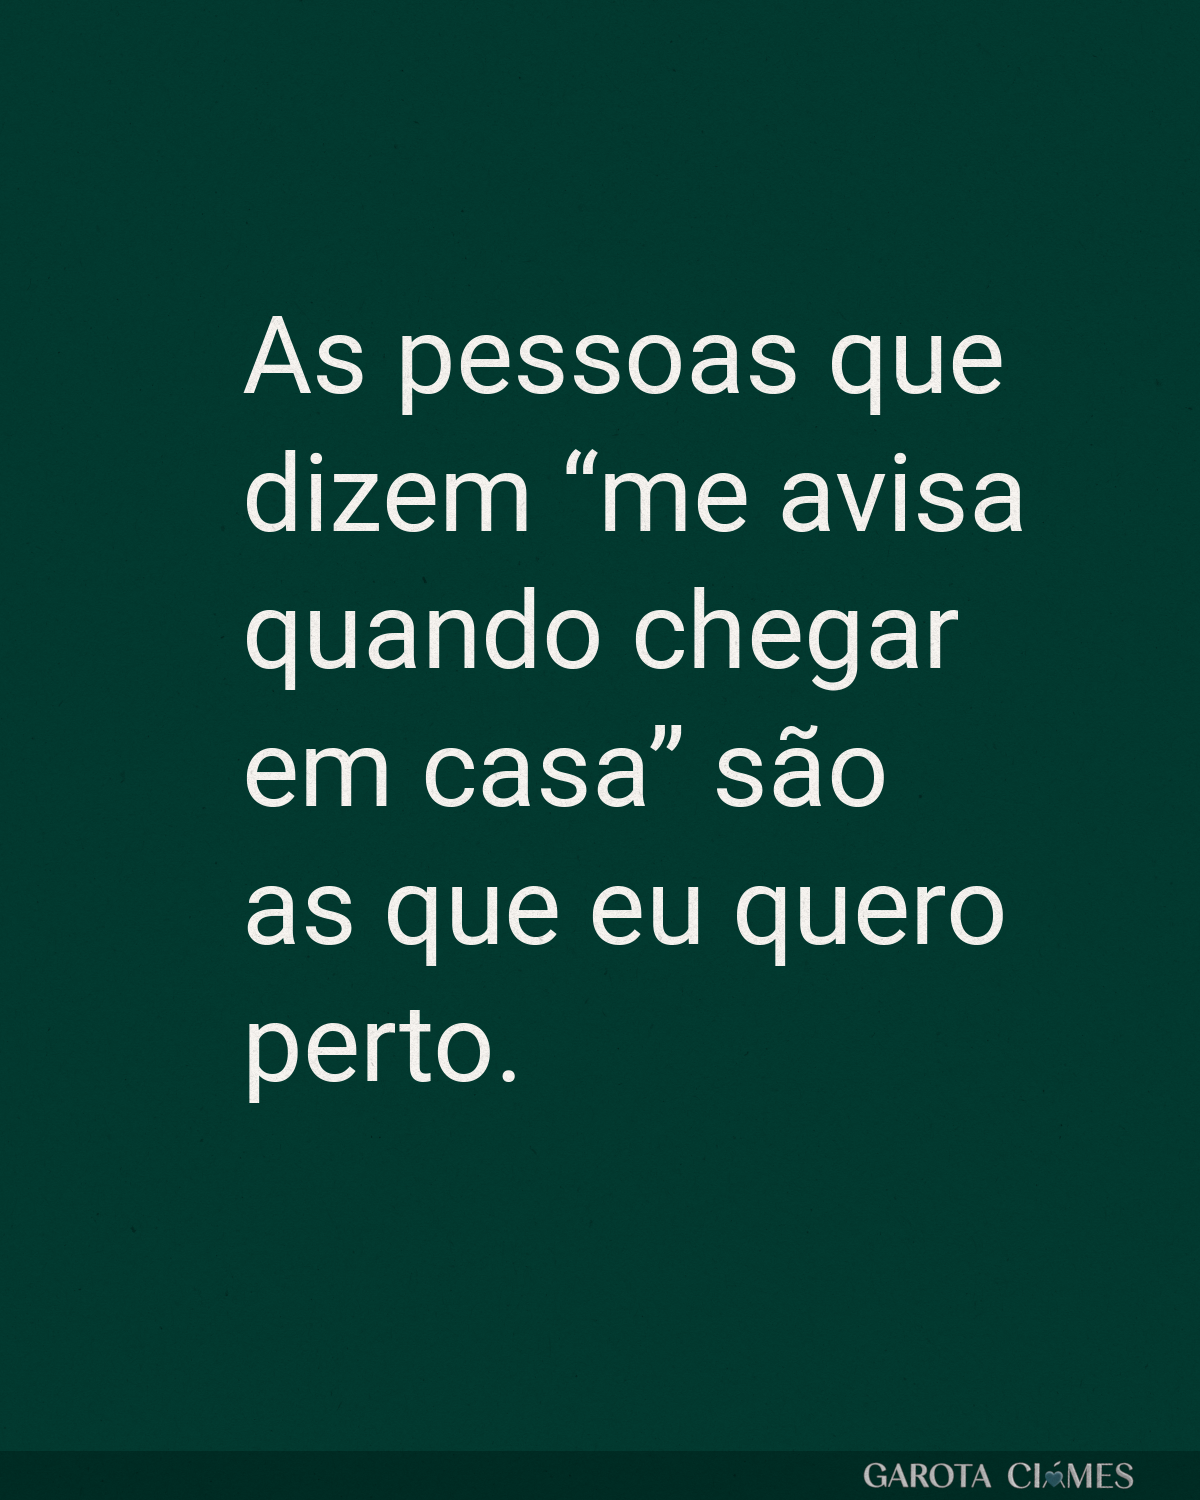 As pessoas que
dizem “me avisa
quando chegar
em casa” são
as que eu quero
perto.
GAROTA CIÚMES